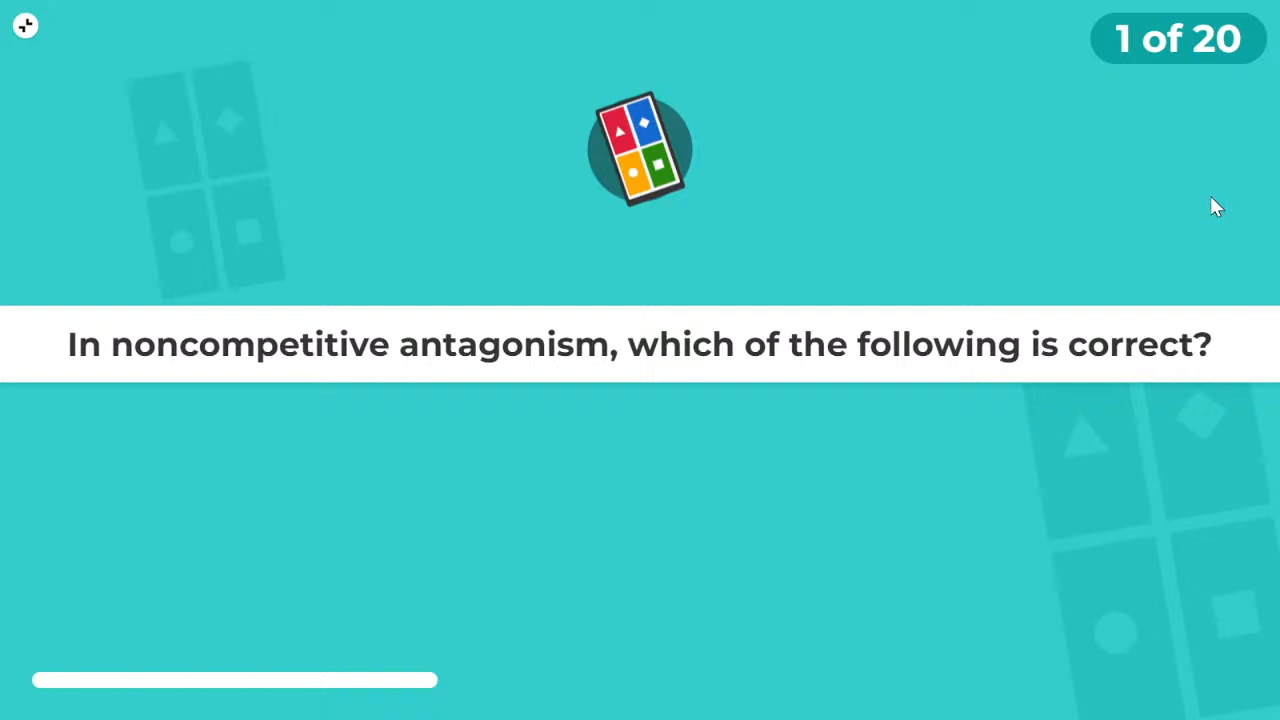 1 of 20
In noncompetitive antagonism, which of the following is correct?